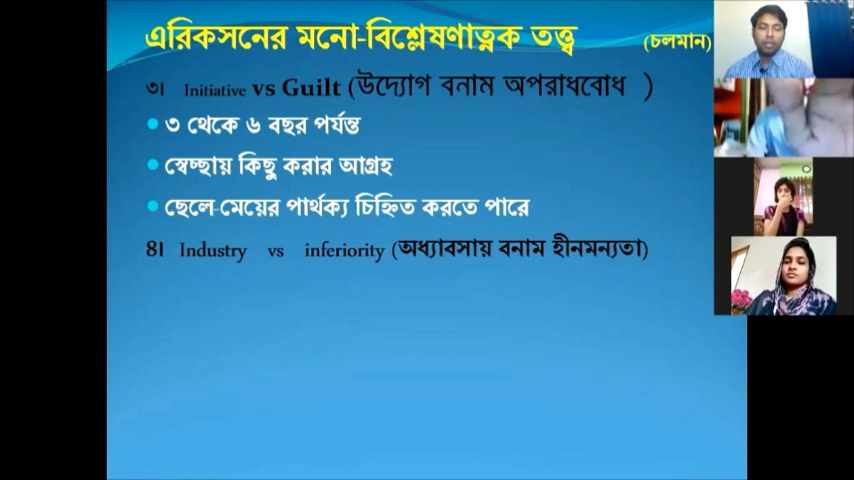 এরিকসনের মনো-বিশ্লেষণাত্নক তত্ত্ব (চলমান)
৩। Initiative vs Guilt (উদ্যোগ বনাম অপরাধবোধ )
৩ থেকে ৬ বছর পর্যন্ত
স্বেচ্ছায় কিছু করার আগ্রহ
ছেলে-মেয়ের পার্থক্য চিহ্নিত করতে পারে
৪। Industry vs inferiority (অধ্যাবসায় বনাম হীনমন্যতা)